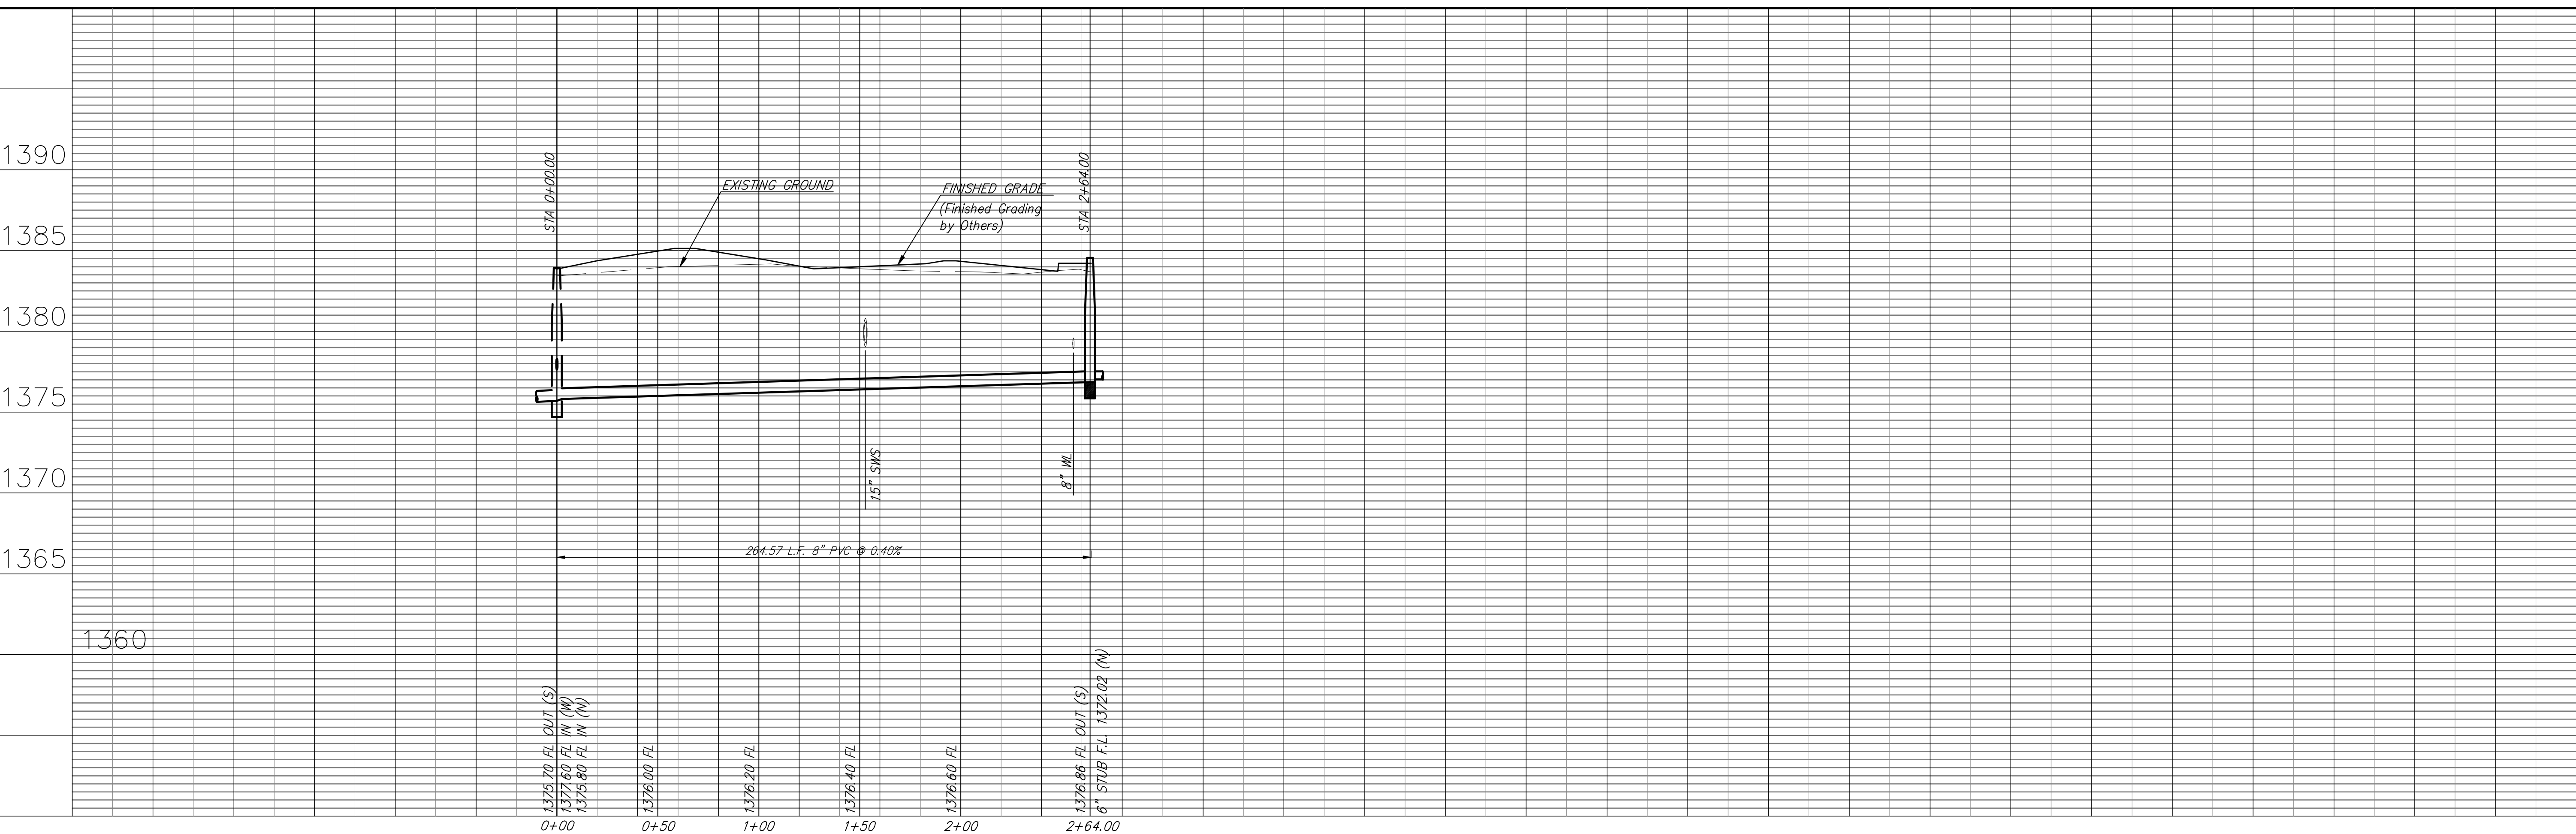 1390
1385
1380
1375
1370
1365
1360
STA 0+00.00
EXISTING GROUND
FINISHED GRADE
(Finished Grading
by Others)
STA 2+64.00
15" SWS
8" WL
264.57 L.F. 8" PVC @ 0.40%
1375.70 FL OUT (S)
1377.60 FL IN (W)
1375.80 FL IN (N)
1376.00 FL
1376.20 FL
1376.40 FL
1376.60 FL
1376.86 FL OUT (S)
6" STUB F.L. 1372.02 (N)
0+00
0+50
1+00
1+50
2+00
2+64.00